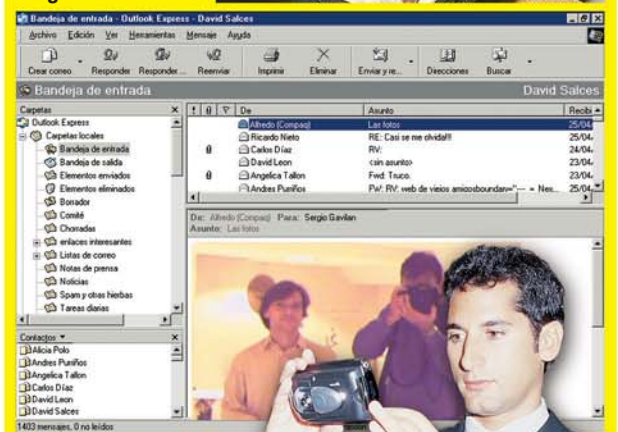 Bandeja de entrada - Outlook Express - David Salces
Archivo Edición Ver Herramientas Mensaje Ayuda
Crear correo Responder Responder ... Reenviar Imprimir Eliminar Enviar y re... Direcciones Buscar
Bandeja de entrada David Salces
Carpetas
Outlook Express
Carpetas locales
Bandeja de entrada
Bandeja de salida
Elementos enviados
Elementos eliminados
Borrador
Comité
Chorradas
enlaces interesantes
Listas de correo
Notas de prensa
Noticias
Spam y otras hierbas
Tareas diarias
Contactos
Alicia Polo
Andres Puriños
Angelica Tallon
Carlos Díaz
David Leon
David Salces
1403 mensajes, 0 no leídos
! De Asunto Recibi
Alfredo (Compaq) Las fotos 25/04
Ricardo Nieto RE: Casi se me olvida!!! 25/04
Carlos Díaz RV: 24/04
David Leon <sin asunto> 23/04
Angelica Tallon Fwd: Truco. 23/04
Andres Puriños FW: RV: web de viejos amigosboundan="--- = Nex... 25/04
De: Alfredo (Compaq) Para: Sergio Gavilan
Asunto: Las fotos